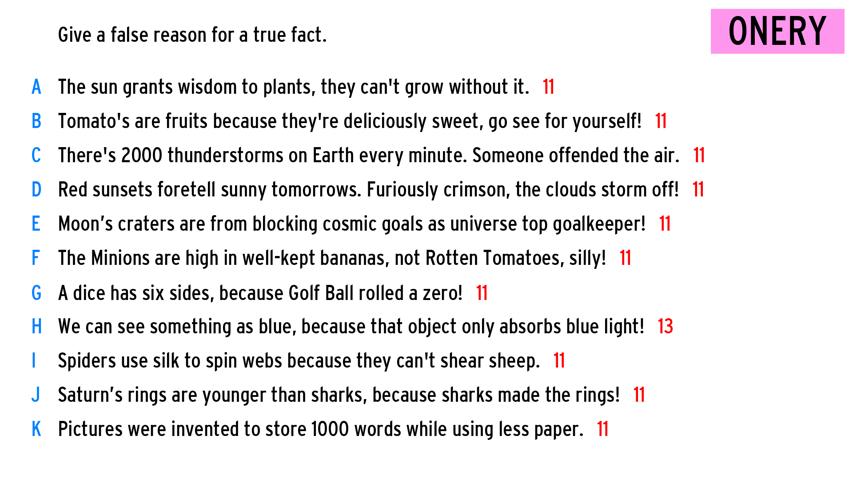 Give a false reason for a true fact.
ONERY
A The sun grants wisdom to plants, they can't grow without it. 11
B Tomato's are fruits because they're deliciously sweet, go see for yourself! 11
C There's 2000 thunderstorms on Earth every minute. Someone offended the air. 11
D Red sunsets foretell sunny tomorrows. Furiously crimson, the clouds storm off! 11
E Moon’s craters are from blocking cosmic goals as universe top goalkeeper! 11
F The Minions are high in well-kept bananas, not Rotten Tomatoes, silly! 11
G A dice has six sides, because Golf Ball rolled a zero! 11
H We can see something as blue, because that object only absorbs blue light! 13
I Spiders use silk to spin webs because they can't shear sheep. 11
J Saturn’s rings are younger than sharks, because sharks made the rings! 11
K Pictures were invented to store 1000 words while using less paper. 11